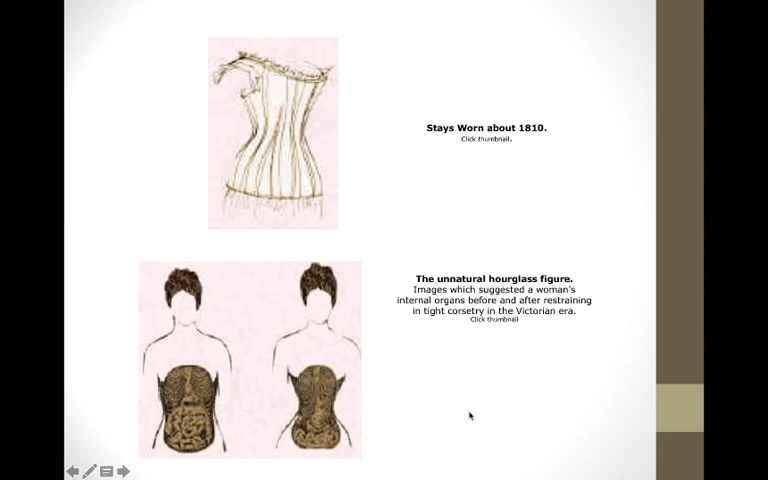 Stays Worn about 1810.
Click thumbnail.
The unnatural hourglass figure.
Images which suggested a woman's
internal organs before and after restraining
in tight corsetry in the Victorian era.
Click thumbnail